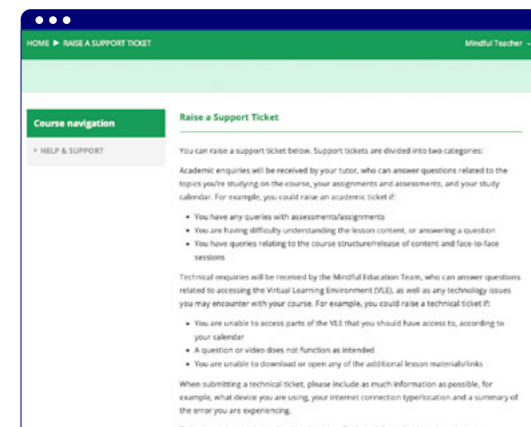 HOME ▶ RAISE A SUPPORT TICKET
Mindful Teacher
Course navigation
HELP & SUPPORT
Raise a Support Ticket
You can raise a support ticket below. Support tickets are divided into two categories:
Academic enquiries will be received by your tutor, who can answer questions related to the
topics you're studying on the course, your assignments and assessments, and your study
calendar. For example, you could raise an academic ticket if:
• You have any queries with assessments/assignments
• You are having difficulty understanding the lesson content, or answering a question
• You have queries relating to the course structure/release of content and face-to-face
sessions
Technical enquiries will be received by the Mindful Education Team, who can answer questions
related to accessing the Virtual Learning Environment (VLE), as well as any technology issues
you may encounter with your course. For example, you could raise a technical ticket if:
• You are unable to access parts of the VLE that you should have access to, according to
your calendar
• A question or video does not function as intended
• You are unable to download or open any of the additional lesson materials/links
When submitting a technical ticket, please include as much information as possible, for
example, what device you are using, your internet connection type/location and a summary of
the error you are experiencing.